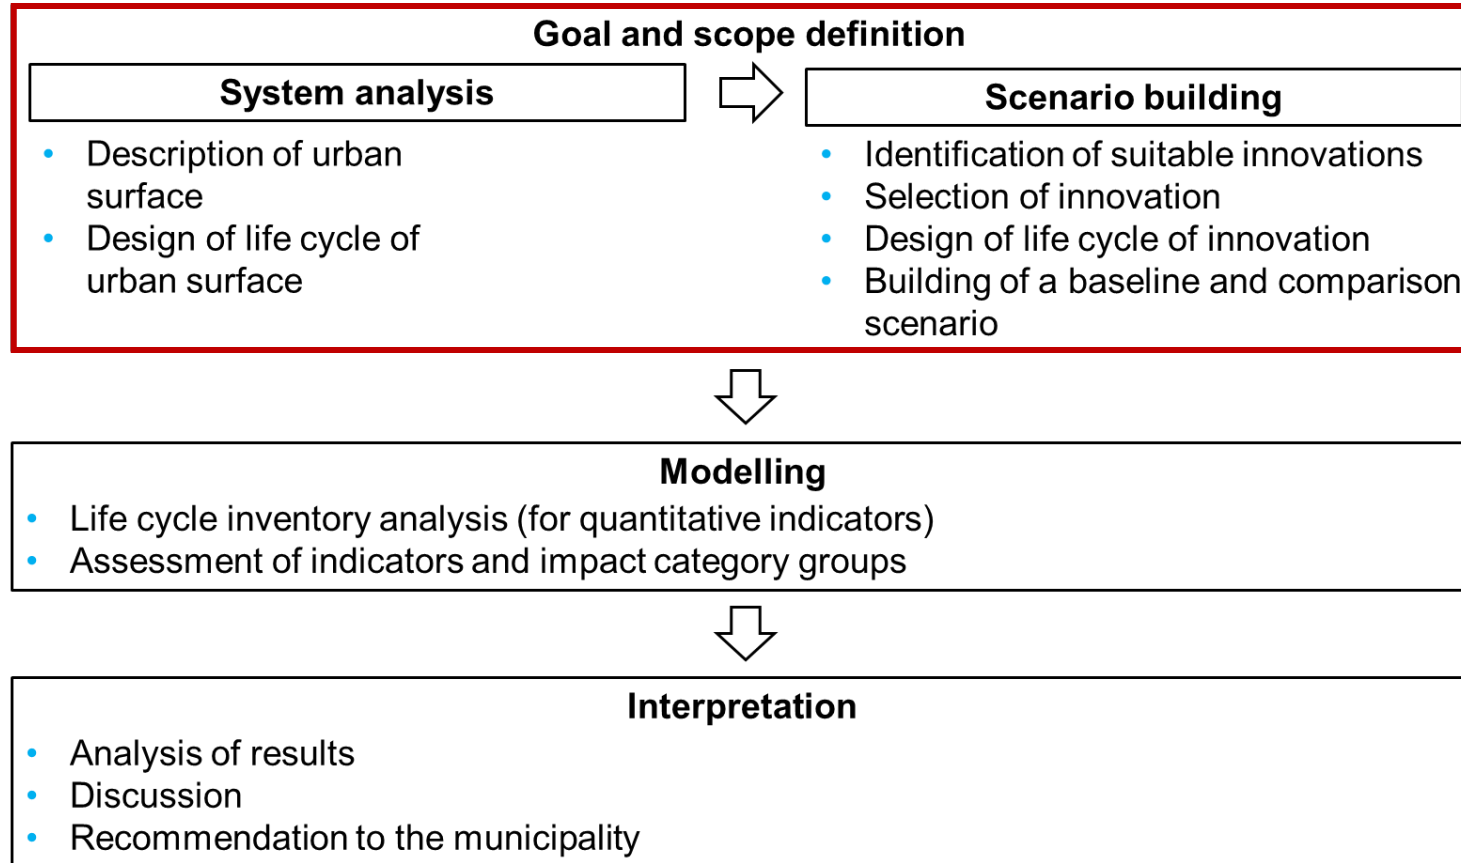 Goal and scope definition
System analysis
• Description of urban
surface
• Design of life cycle of
urban surface
Scenario building
• Identification of suitable innovations
• Selection of innovation
• Design of life cycle of innovation
• Building of a baseline and comparison
scenario
Modelling
• Life cycle inventory analysis (for quantitative indicators)
• Assessment of indicators and impact category groups
Interpretation
• Analysis of results
• Discussion
• Recommendation to the municipality